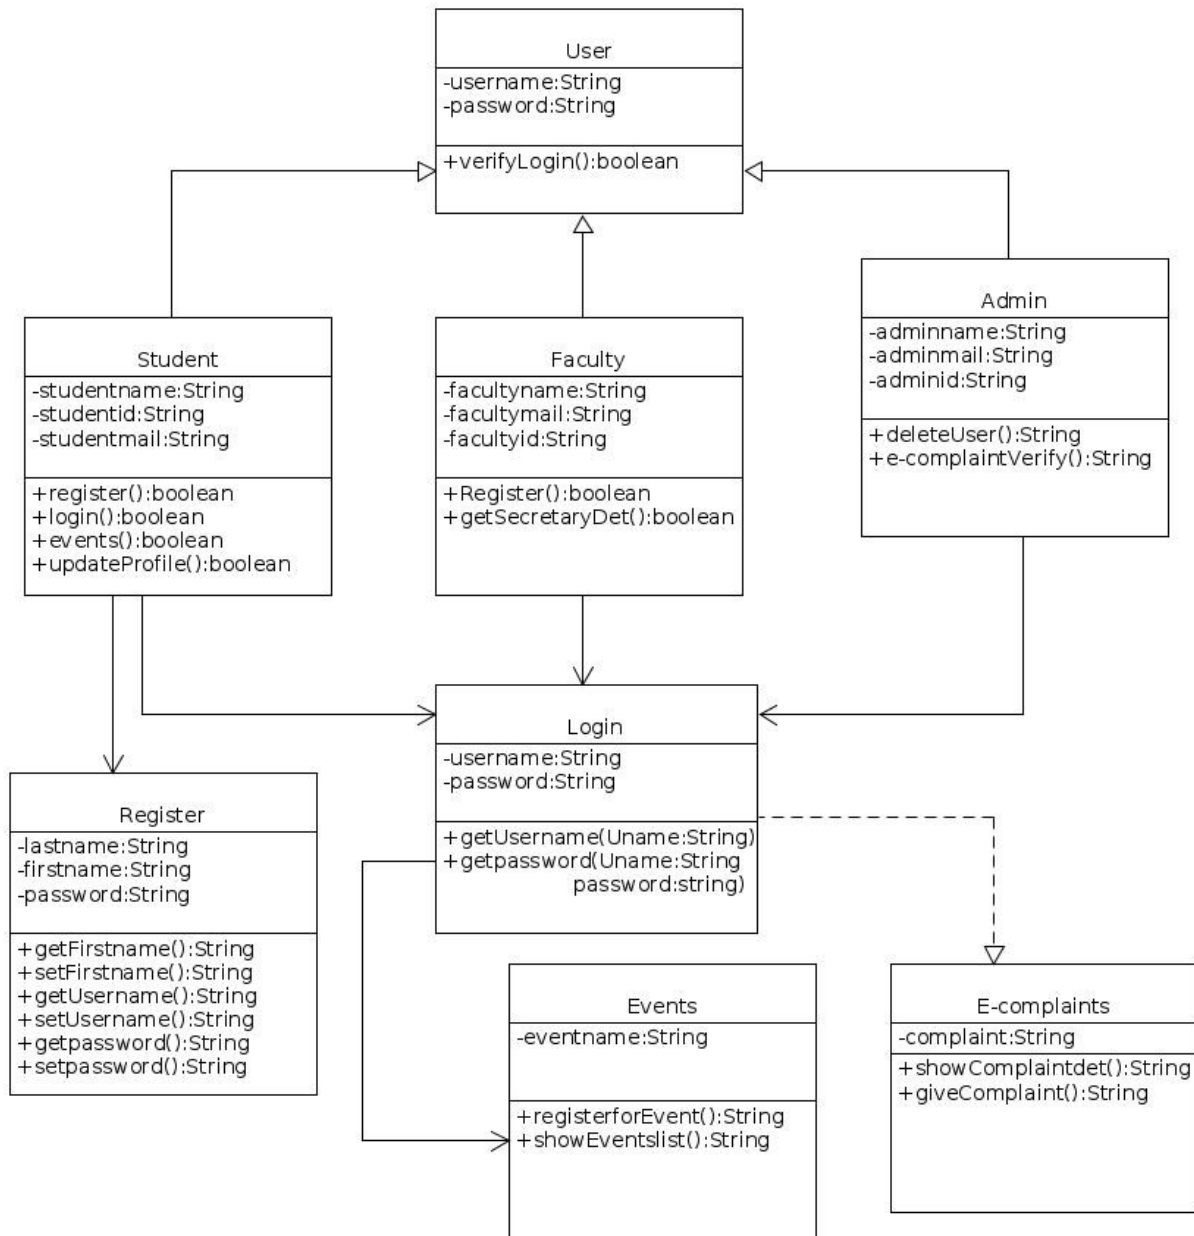 User
-username:String
-password:String
+verifyLogin():boolean
Student
-studentname:String
-studentid:String
-studentmail:String
+register():boolean
+login():boolean
+events():boolean
+updateProfile():boolean
Faculty
-facultyname:String
-facultymail:String
-facultyid:String
+Register():boolean
+getSecretaryDet():boolean
Admin
-adminname:String
-adminmail:String
-adminid:String
+deleteUser():String
+e-complaintVerify():String
Login
-username:String
-password:String
+getUsername(Uname:String)
+getpassword(Uname:String
password:string)
Register
-lastname:String
-firstname:String
-password:String
+getFirstname():String
+setFirstname():String
+getUsername():String
+setUsername():String
+getpassword():String
+setpassword():String
Events
-eventname:String
+registerforEvent():String
+showEventslist():String
E-complaints
-complaint:String
+showComplaintdet():String
+giveComplaint():String